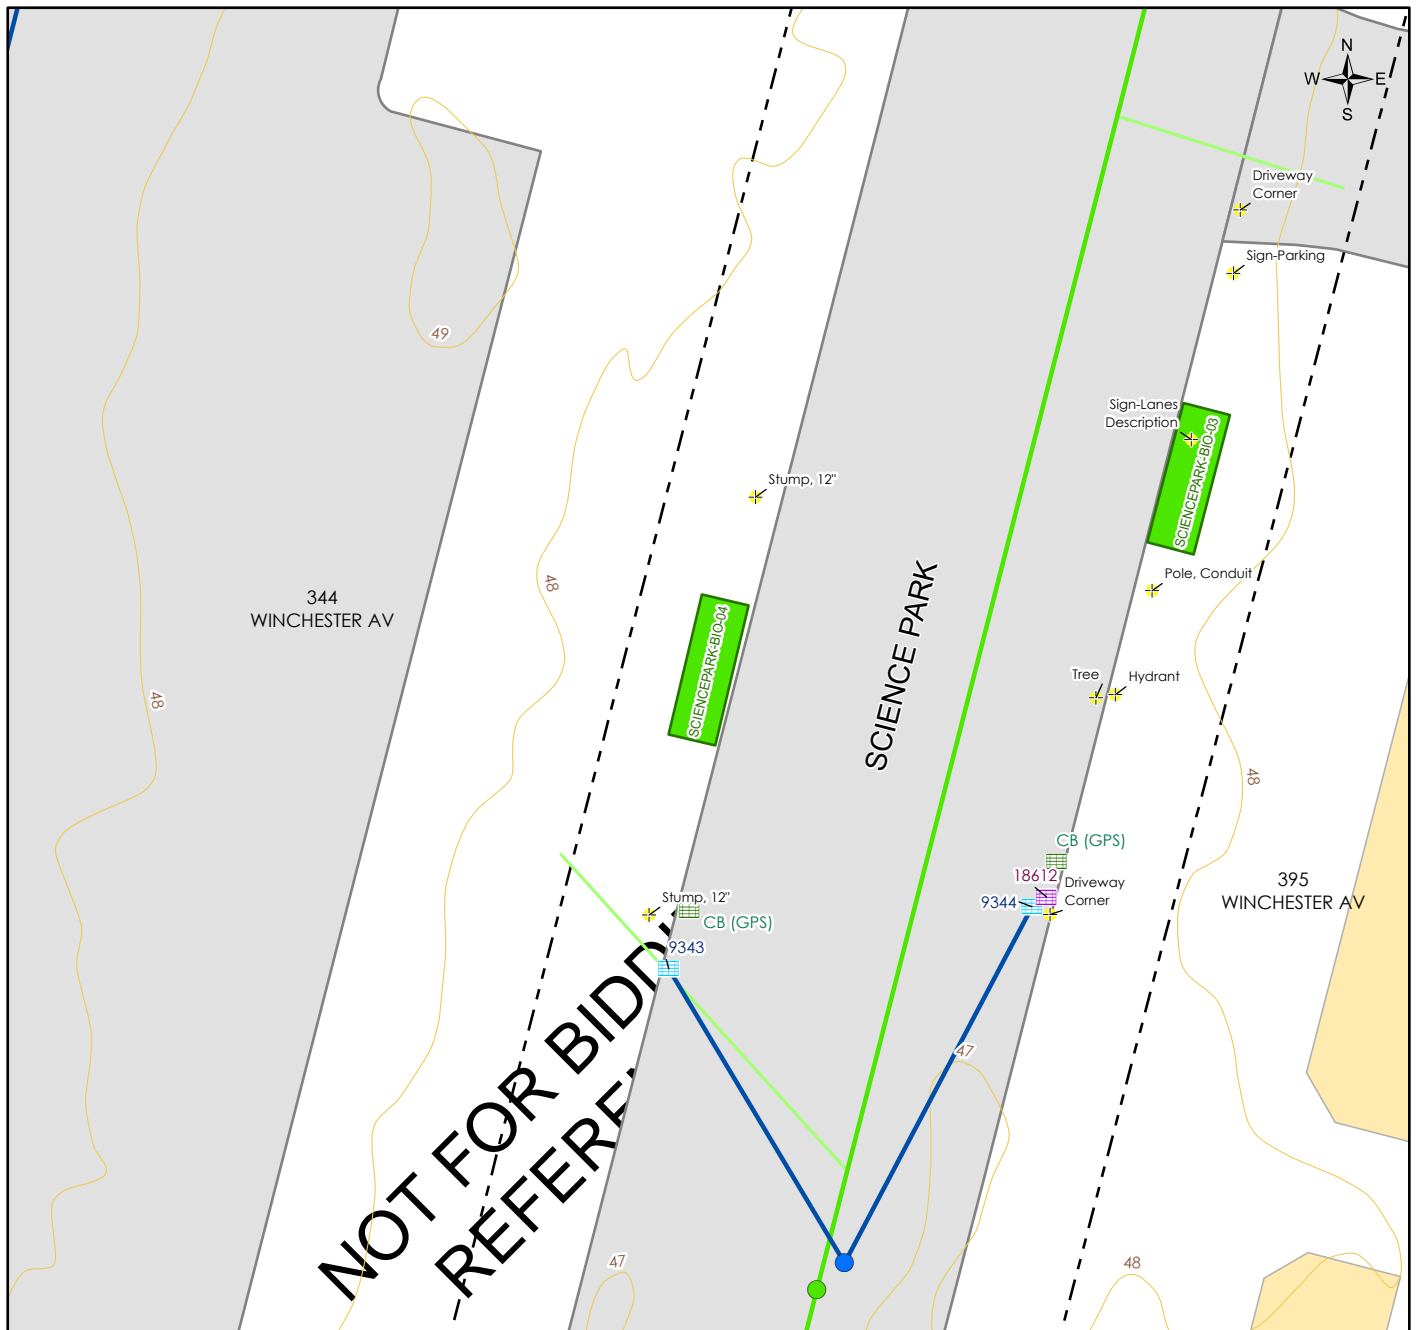 N
W E
S
Driveway
Corner
Sign-Parking
49
Sign-Lanes
Description
SCIENCEPARK-BIO-03
Stump, 12"
48
Pole, Conduit
344
WINCHESTER AV
SCIENCEPARK-BIO-04
SCIENCE PARK
Tree
Hydrant
48
48
CB (GPS)
18612
Driveway
Corner
9344
395
WINCHESTER AV
Stump, 12"
CB (GPS)
9343
NOT FOR BIDD
REFERE
47
47
48